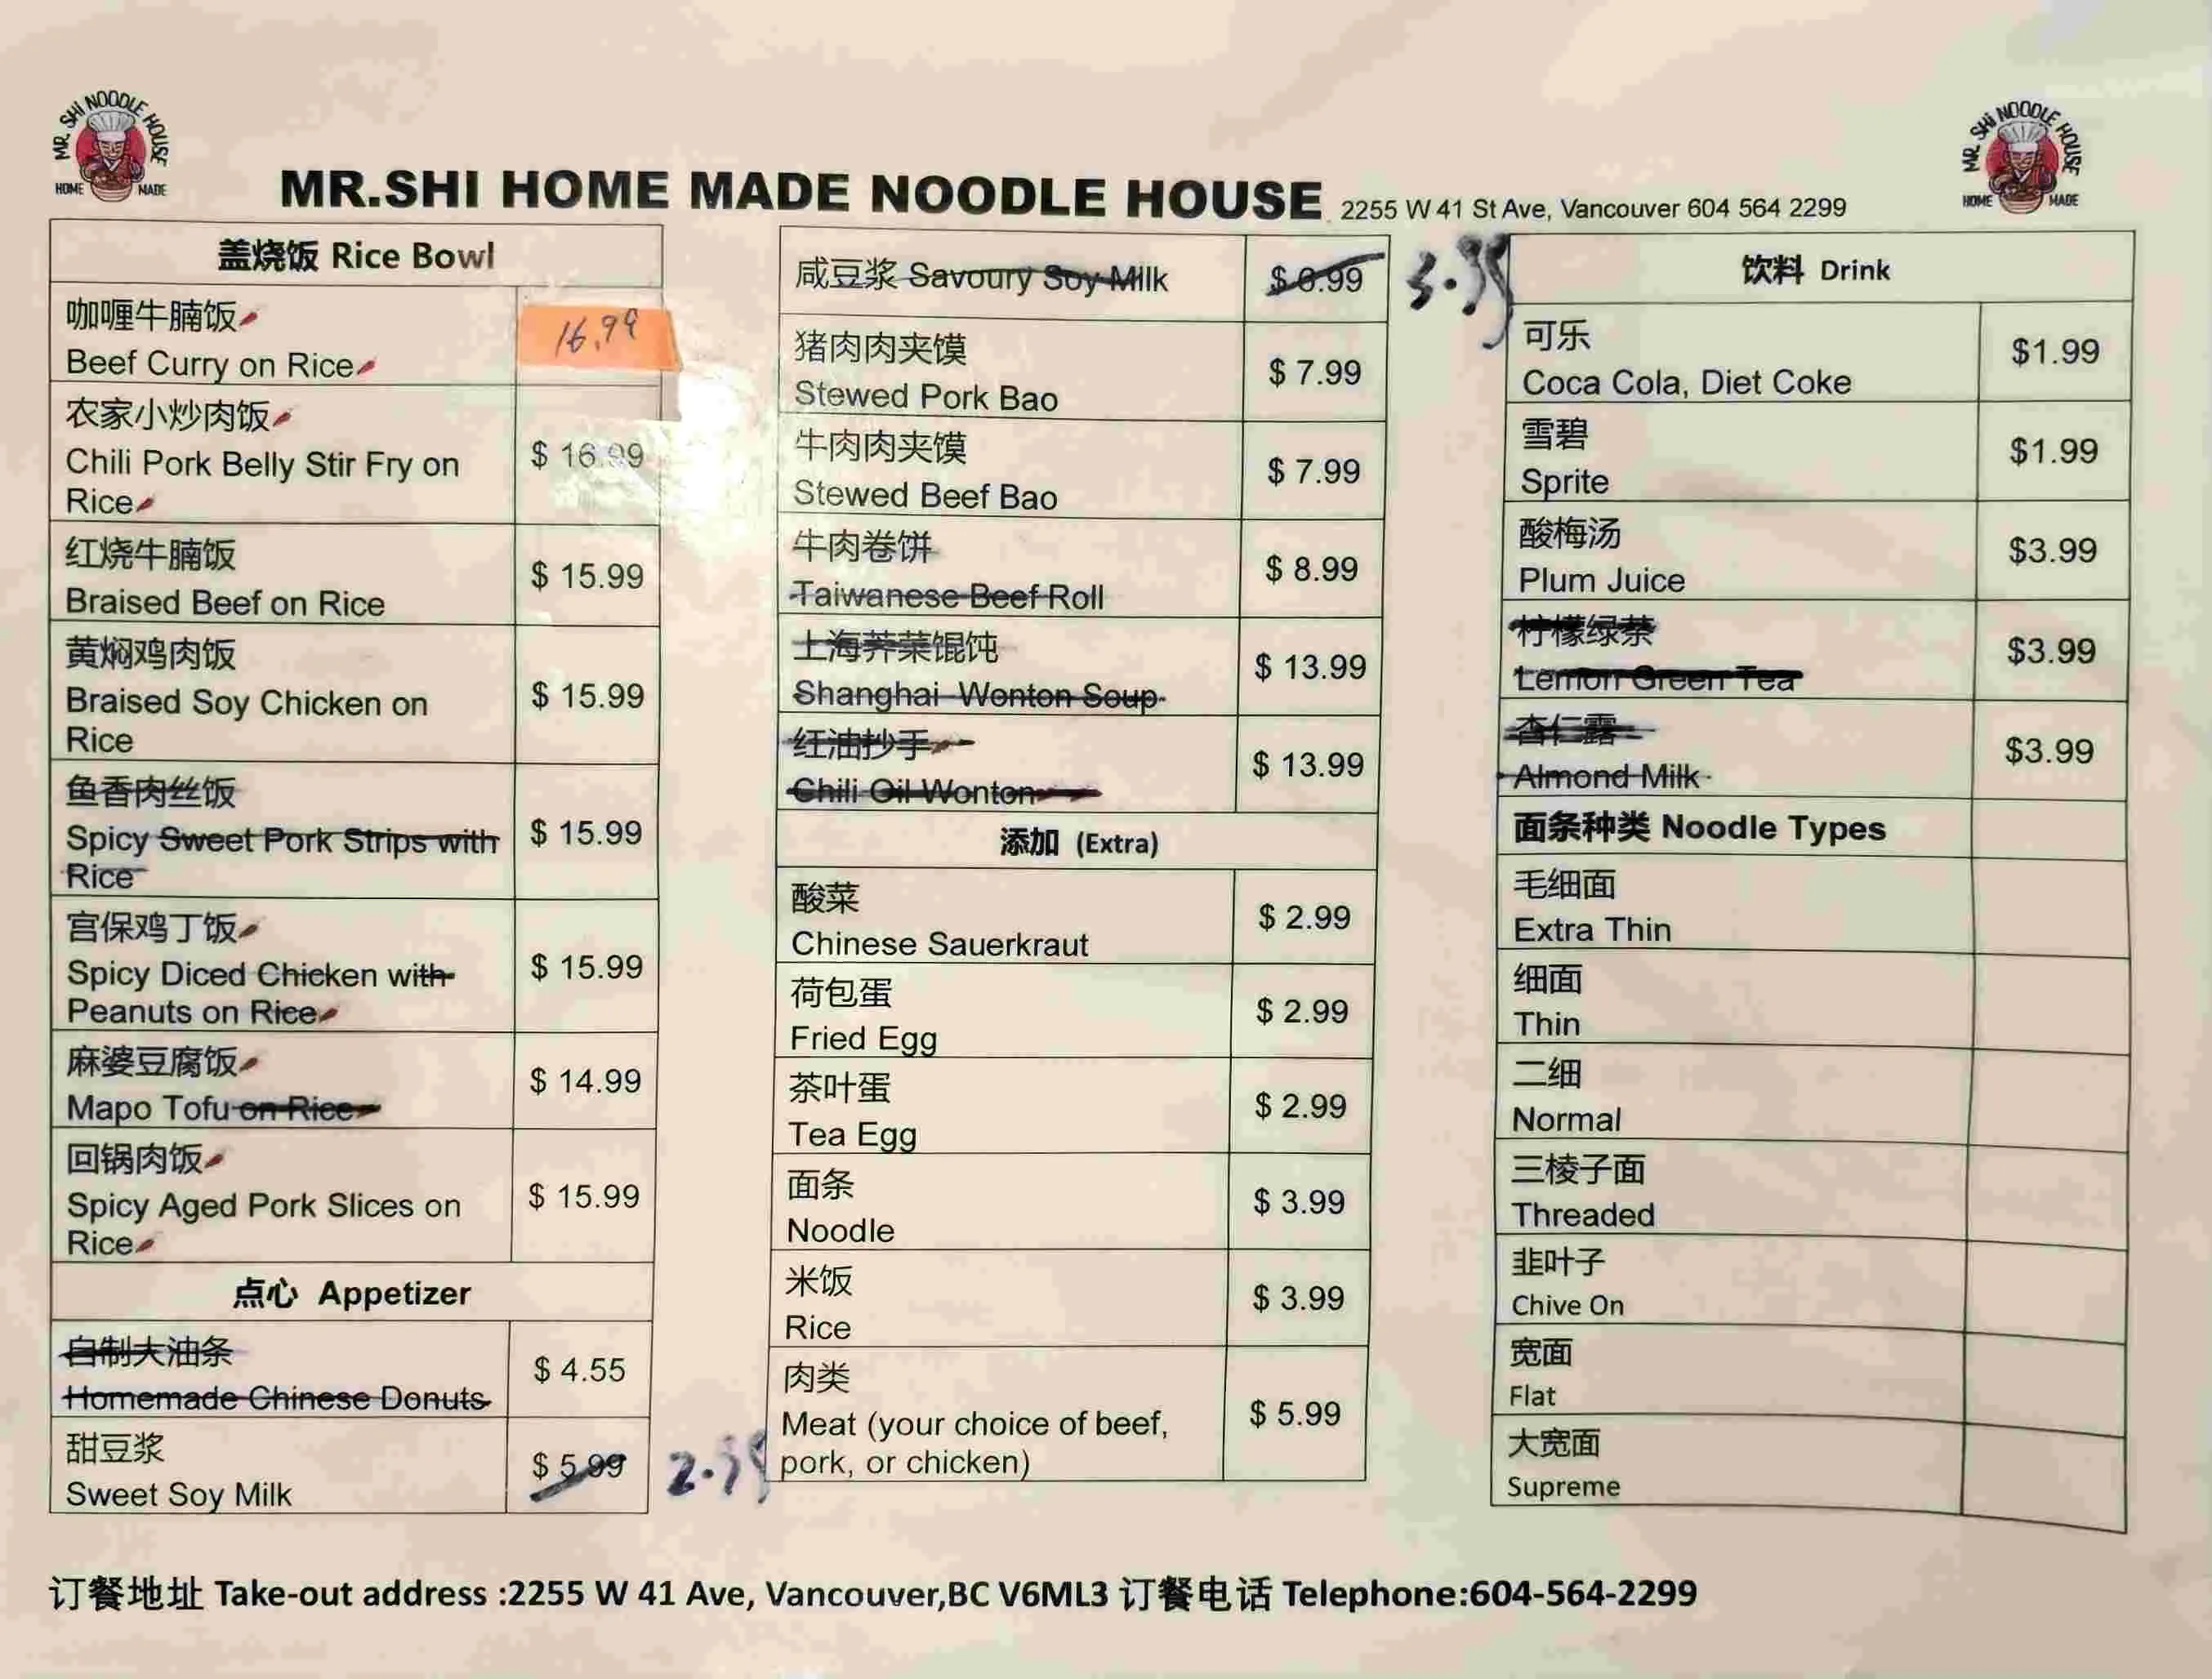 MR. SHi NOODLE HOUSE
HOME MADE
MR.SHI HOME MADE NOODLE HOUSE 2255 W 41 St Ave, Vancouver 604 564 2299
MR. SHi NOODLE HOUSE
HOME MADE
盖烧饭 Rice Bowl
咖喱牛腩饭
Beef Curry on Rice
16.99
农家小炒肉饭
Chili Pork Belly Stir Fry on
Rice
$ 16.99
红烧牛腩饭
Braised Beef on Rice
$ 15.99
黄焖鸡肉饭
Braised Soy Chicken on
Rice
$ 15.99
鱼香肉丝饭
Spicy Sweet Pork Strips with
Rice
$ 15.99
宫保鸡丁饭
Spicy Diced Chicken with
Peanuts on Rice
$ 15.99
麻婆豆腐饭
Mapo Tofu on Rice
$ 14.99
回锅肉饭
Spicy Aged Pork Slices on
Rice
$ 15.99
点心 Appetizer
自制大油条
Homemade Chinese Donuts
$ 4.55
甜豆浆
Sweet Soy Milk
$ 5.99
咸豆浆 Savoury Soy Milk
$ 6.99
猪肉肉夹馍
Stewed Pork Bao
$ 7.99
牛肉肉夹馍
Stewed Beef Bao
$ 7.99
牛肉卷饼
Taiwanese Beef Roll
$ 8.99
上海荠菜馄饨
Shanghai Wonton Soup
$ 13.99
红油抄手
Chili Oil Wonton
$ 13.99
添加 (Extra)
酸菜
Chinese Sauerkraut
$ 2.99
荷包蛋
Fried Egg
$ 2.99
茶叶蛋
Tea Egg
$ 2.99
面条
Noodle
$ 3.99
米饭
Rice
$ 3.99
肉类
Meat (your choice of beef,
pork, or chicken)
$ 5.99
饮料 Drink
可乐
Coca Cola, Diet Coke
$1.99
雪碧
Sprite
$1.99
酸梅汤
Plum Juice
$3.99
柠檬绿茶
Lemon Green Tea
$3.99
杏仁露
Almond Milk
$3.99
面条种类 Noodle Types
毛细面
Extra Thin
细面
Thin
二细
Normal
三棱子面
Threaded
韭叶子
Chive On
宽面
Flat
大宽面
Supreme
订餐地址 Take-out address :2255 W 41 Ave, Vancouver,BC V6ML3 订餐电话 Telephone:604-564-2299